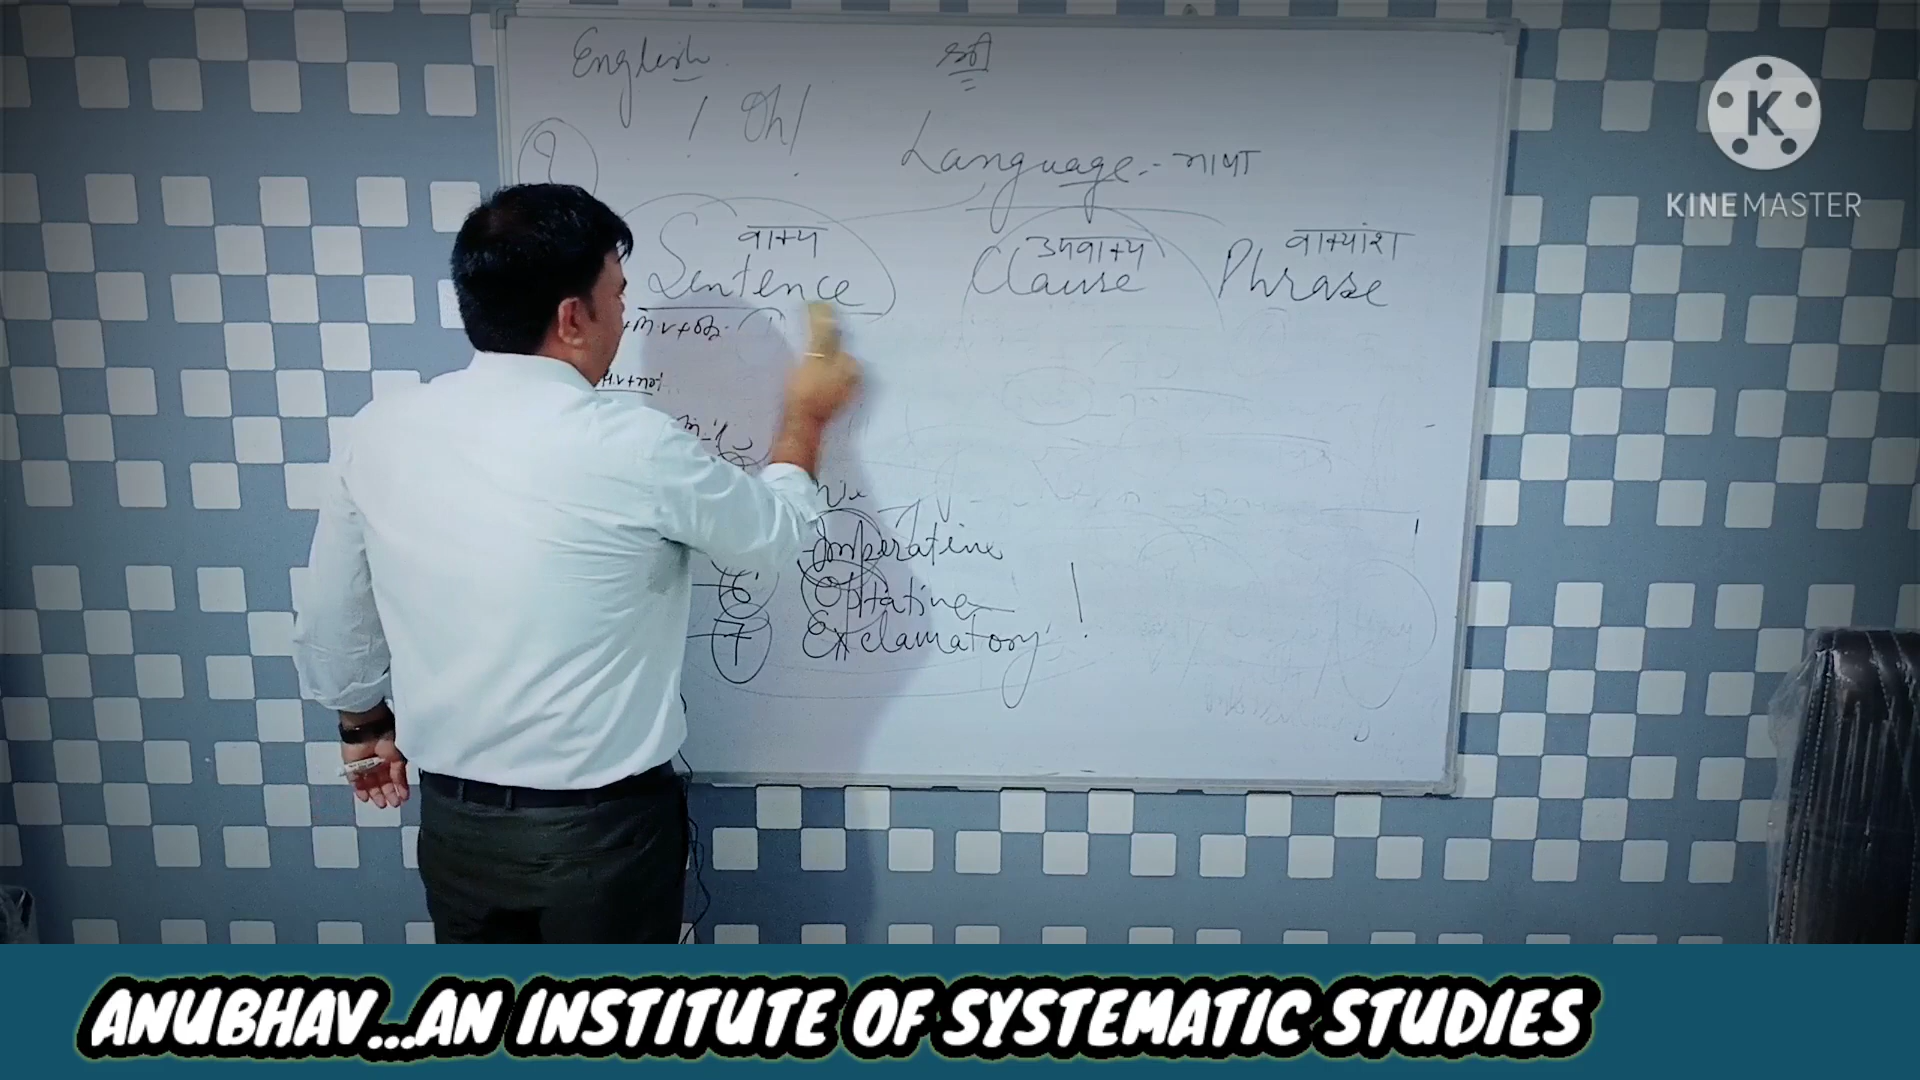 English श्री
! Oh!
Language - भाषा
वाक्य उपवाक्य वाक्यांश
Sentence Clause Phrase
Imperative
6 Optative !
7 Exclamatory
K
KINEMASTER
ANUBHAV...AN INSTITUTE OF SYSTEMATIC STUDIES